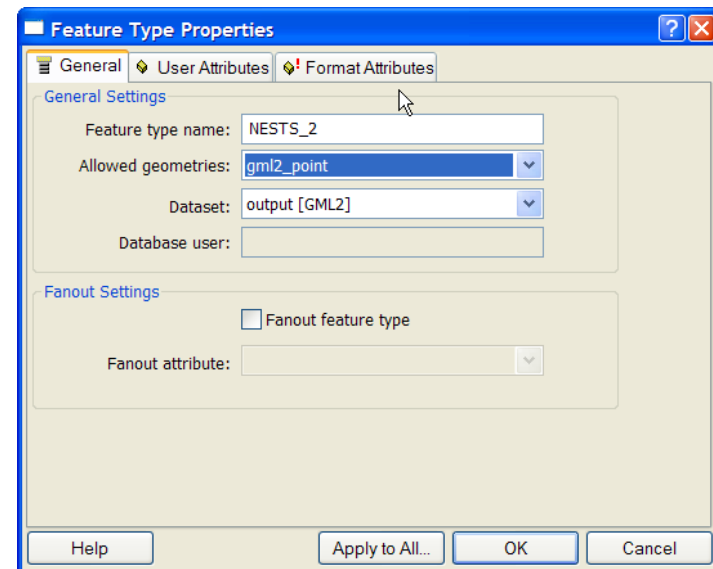 Feature Type Properties
General User Attributes Format Attributes
General Settings
Feature type name: NESTS_2
Allowed geometries: gml2_point
Dataset: output [GML2]
Database user:
Fanout Settings
Fanout feature type
Fanout attribute:
Help Apply to All... OK Cancel